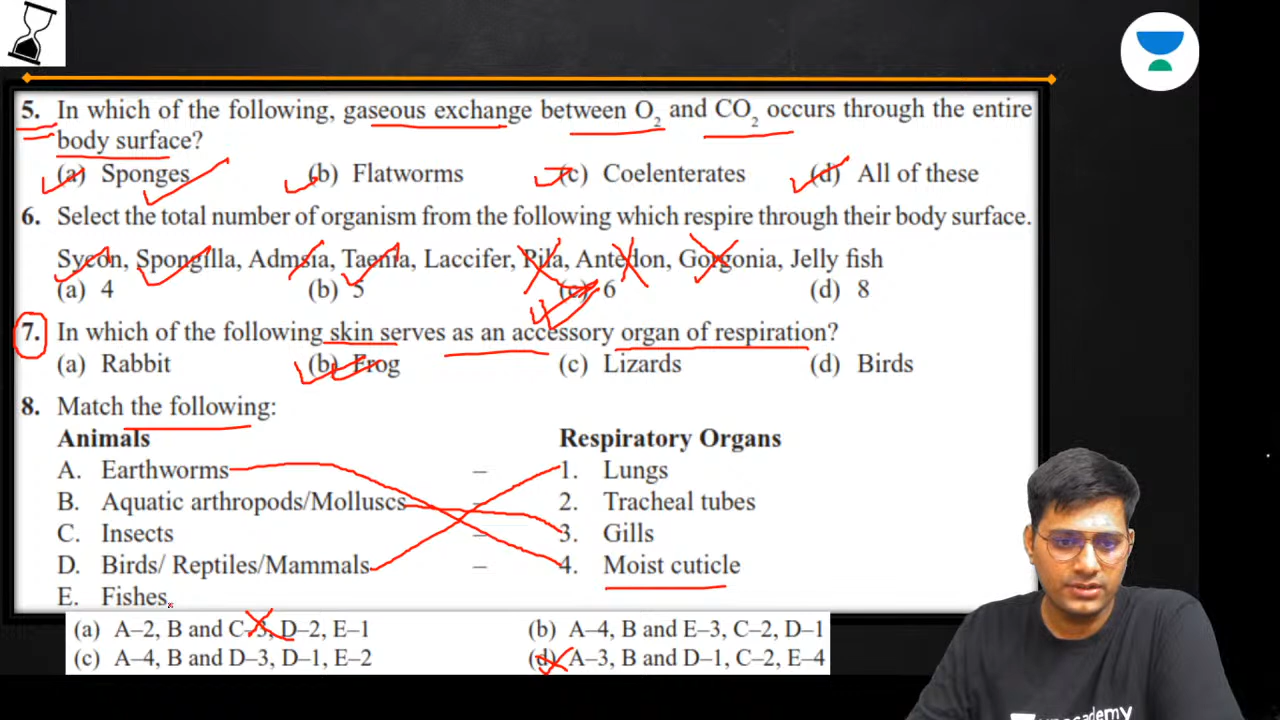 5. In which of the following, gaseous exchange between O₂ and CO₂ occurs through the entire
body surface?
(a) Sponges (b) Flatworms (c) Coelenterates (d) All of these
6. Select the total number of organism from the following which respire through their body surface.
Sycon, Spongilla, Admsia, Taenia, Laccifer, Pila, Antedon, Gorgonia, Jelly fish
(a) 4 (b) 5 (c) 6 (d) 8
7. In which of the following skin serves as an accessory organ of respiration?
(a) Rabbit (b) Frog (c) Lizards (d) Birds
8. Match the following:
Animals Respiratory Organs
A. Earthworms – 1. Lungs
B. Aquatic arthropods/Molluscs – 2. Tracheal tubes
C. Insects – 3. Gills
D. Birds/ Reptiles/Mammals – 4. Moist cuticle
E. Fishes
(a) A–2, B and C–3, D–2, E–1 (b) A–4, B and E–3, C–2, D–1
(c) A–4, B and D–3, D–1, E–2 (d) A–3, B and D–1, C–2, E–4